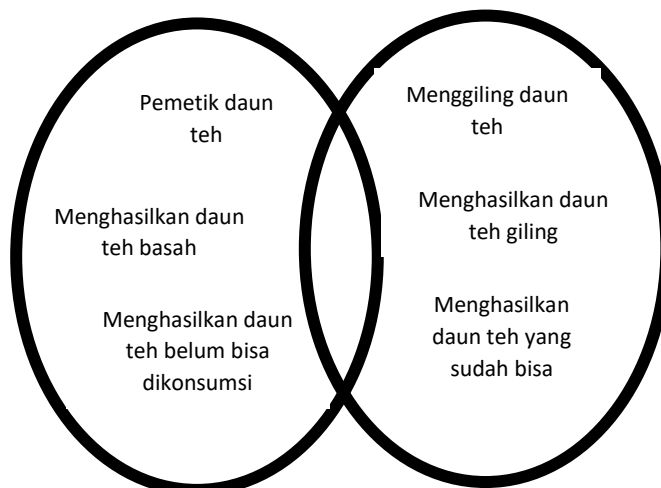 Pemetik daun
teh
Menghasilkan daun
teh basah
Menghasilkan daun
teh belum bisa
dikonsumsi
Menggiling daun
teh
Menghasilkan daun
teh giling
Menghasilkan
daun teh yang
sudah bisa